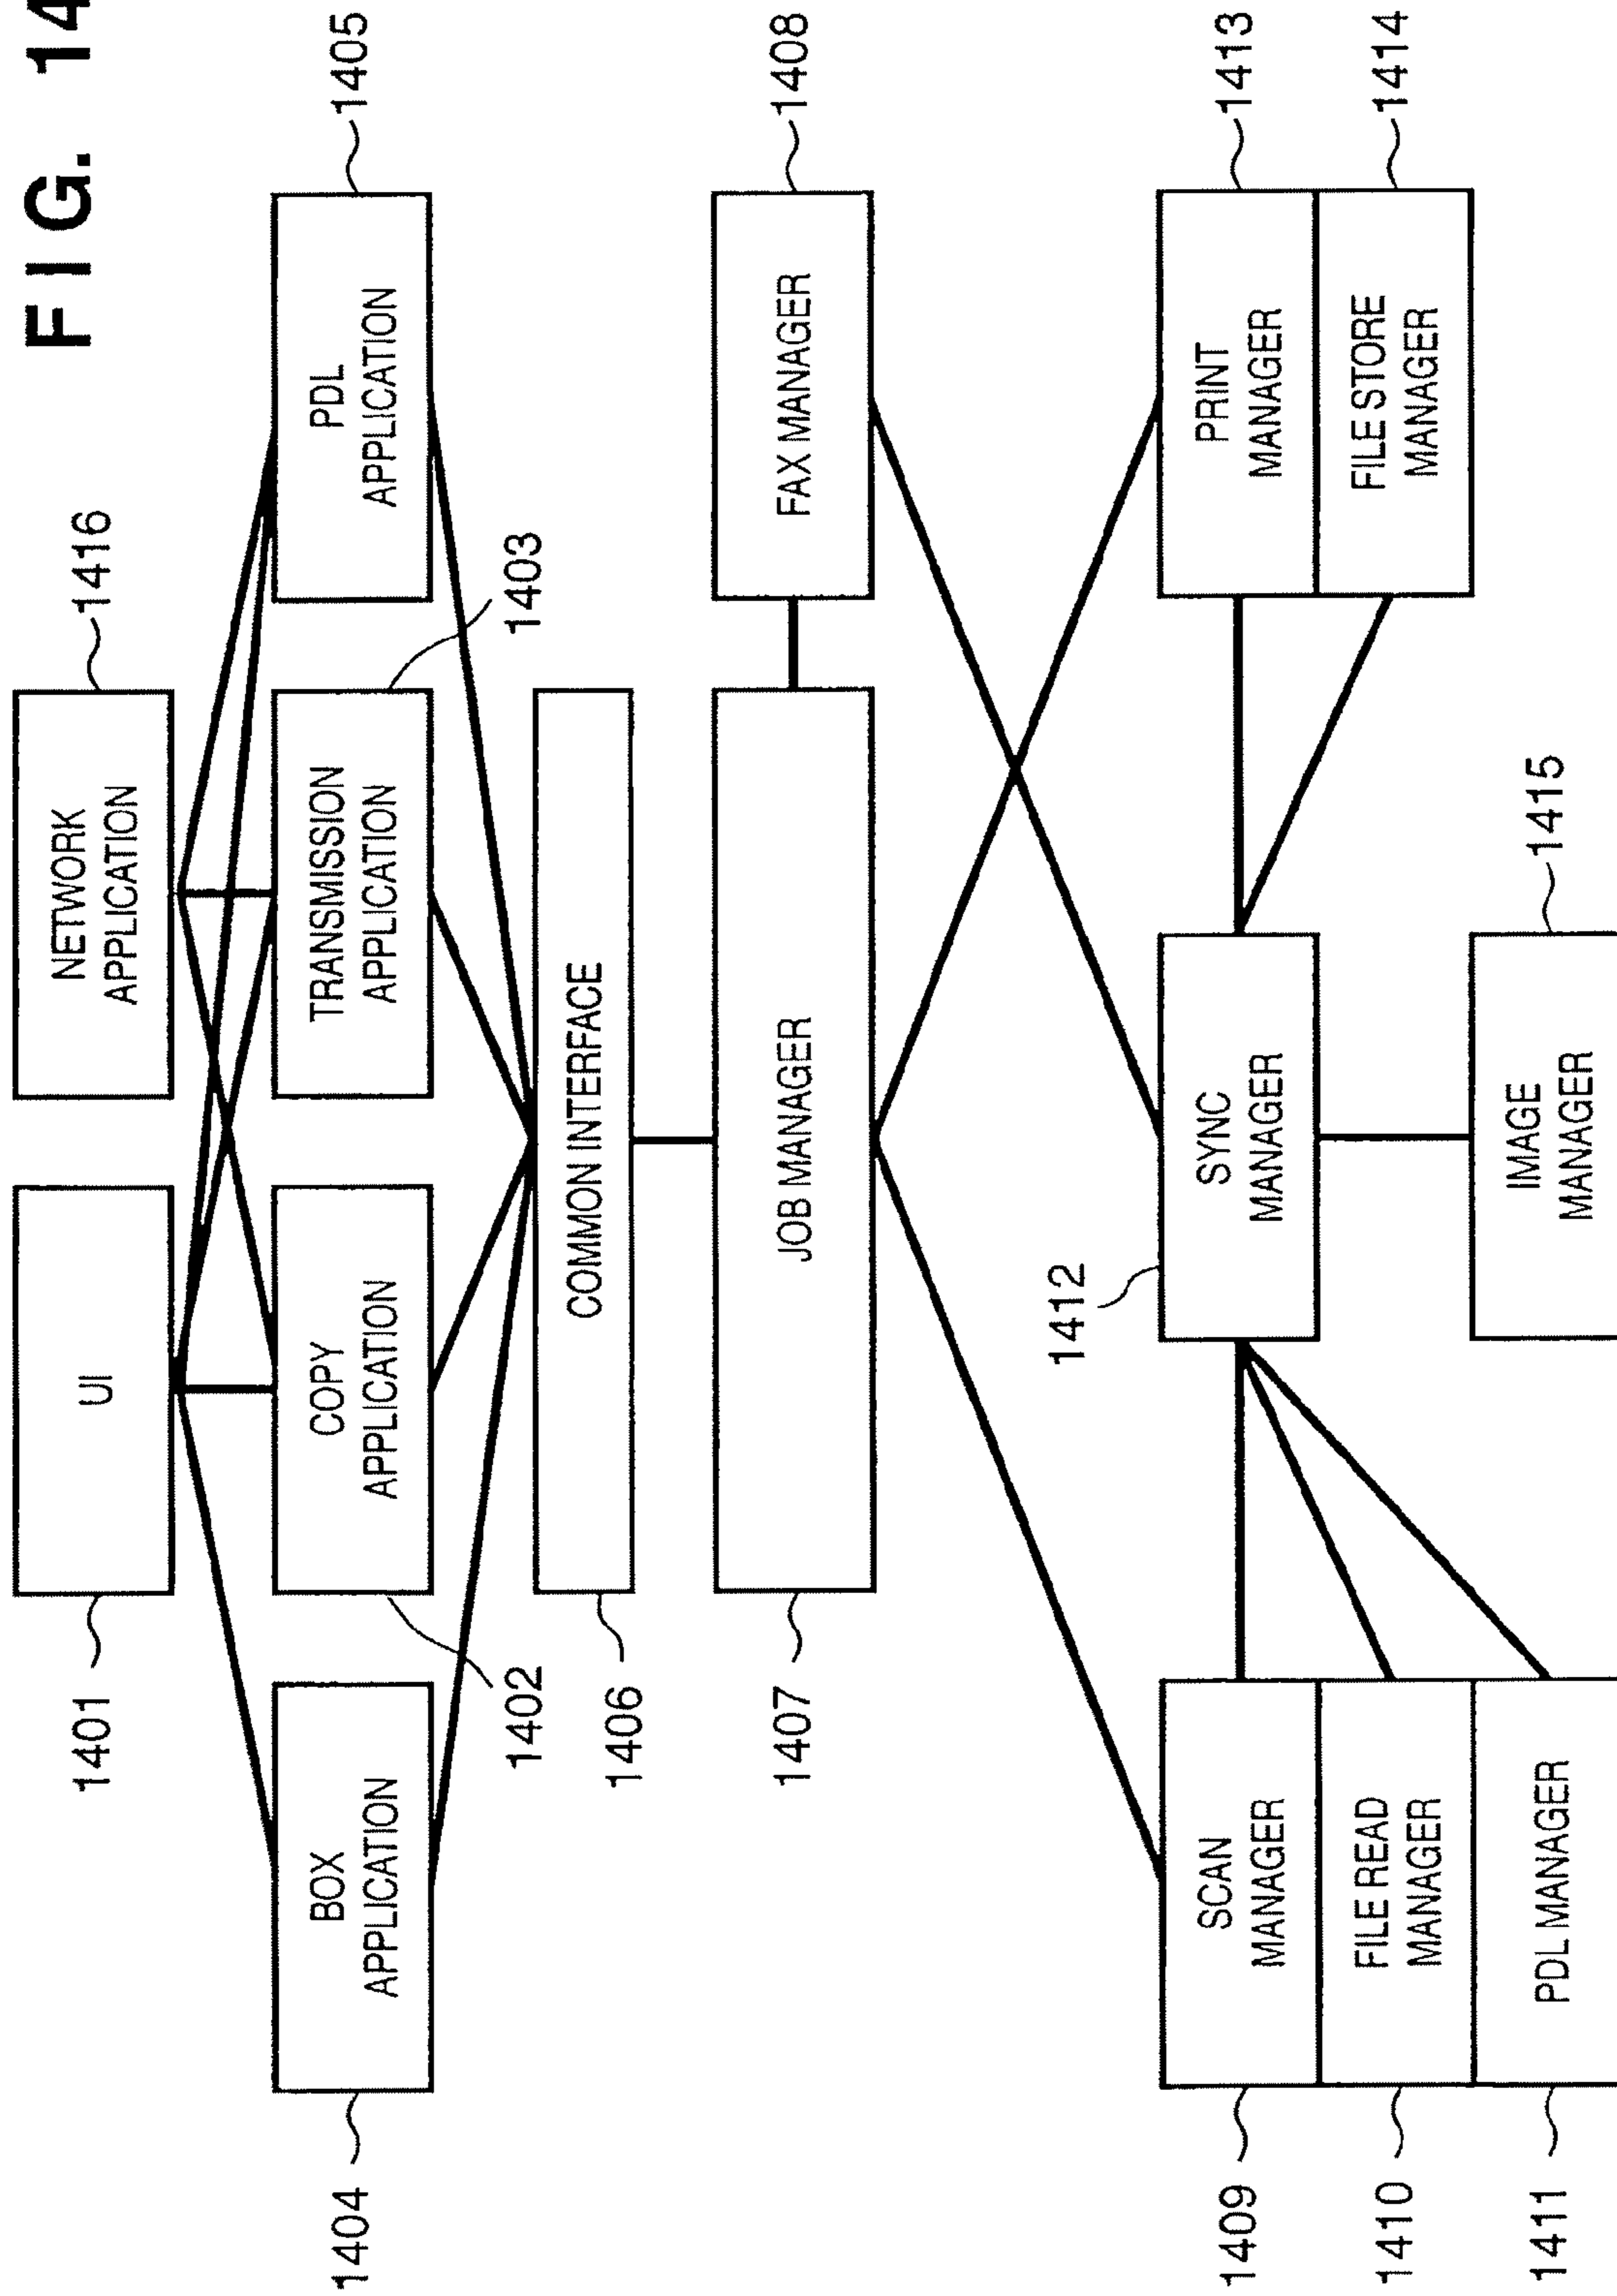 FIG. 14
UI
NETWORK
APPLICATION
1401
1416
BOX
APPLICATION
COPY
APPLICATION
TRANSMISSION
APPLICATION
PDL
APPLICATION
1404
1405
1402
1403
COMMON INTERFACE
1406
JOB MANAGER
FAX MANAGER
1407
1408
1412
SCAN
MANAGER
SYNC
MANAGER
PRINT
MANAGER
1409
1413
FILE READ
MANAGER
FILE STORE
MANAGER
1410
1414
1415
PDL MANAGER
IMAGE
MANAGER
1411